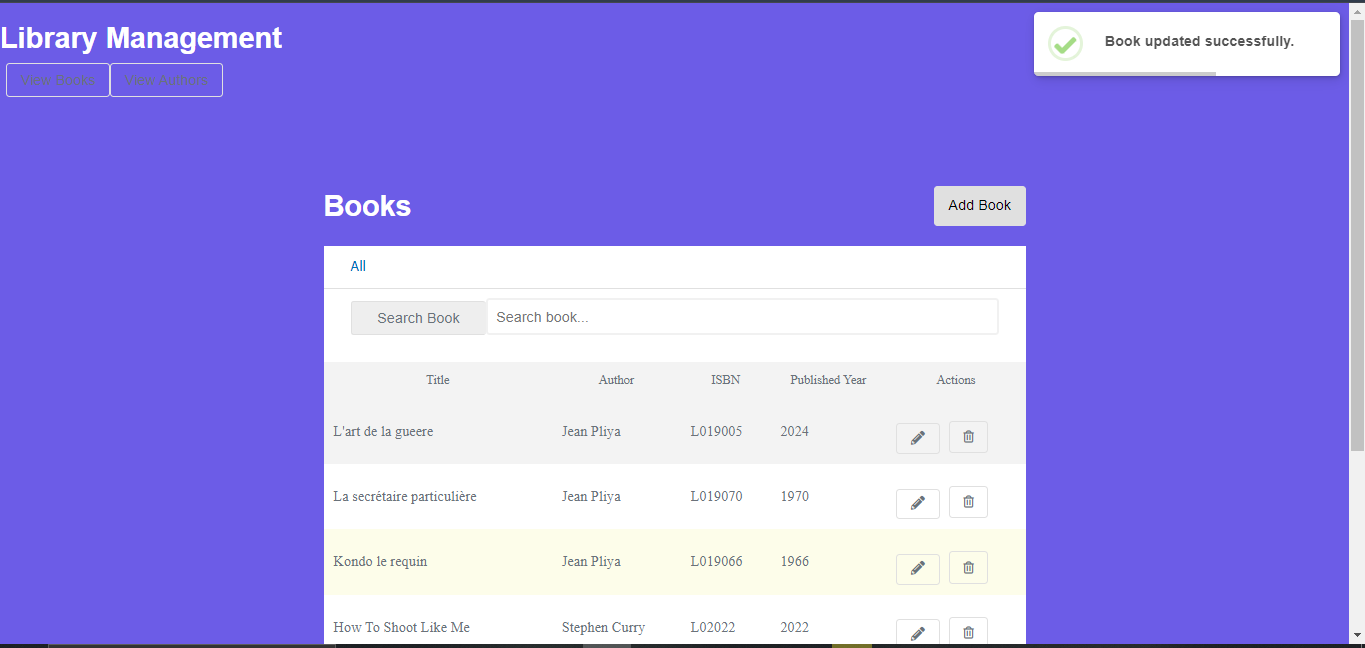 Library Management
Book updated successfully.
View Books View Authors
Books
Add Book
All
Search Book Search book...
Title Author ISBN Published Year Actions
L'art de la gueere Jean Pliya L019005 2024
La secrétaire particulière Jean Pliya L019070 1970
Kondo le requin Jean Pliya L019066 1966
How To Shoot Like Me Stephen Curry L02022 2022